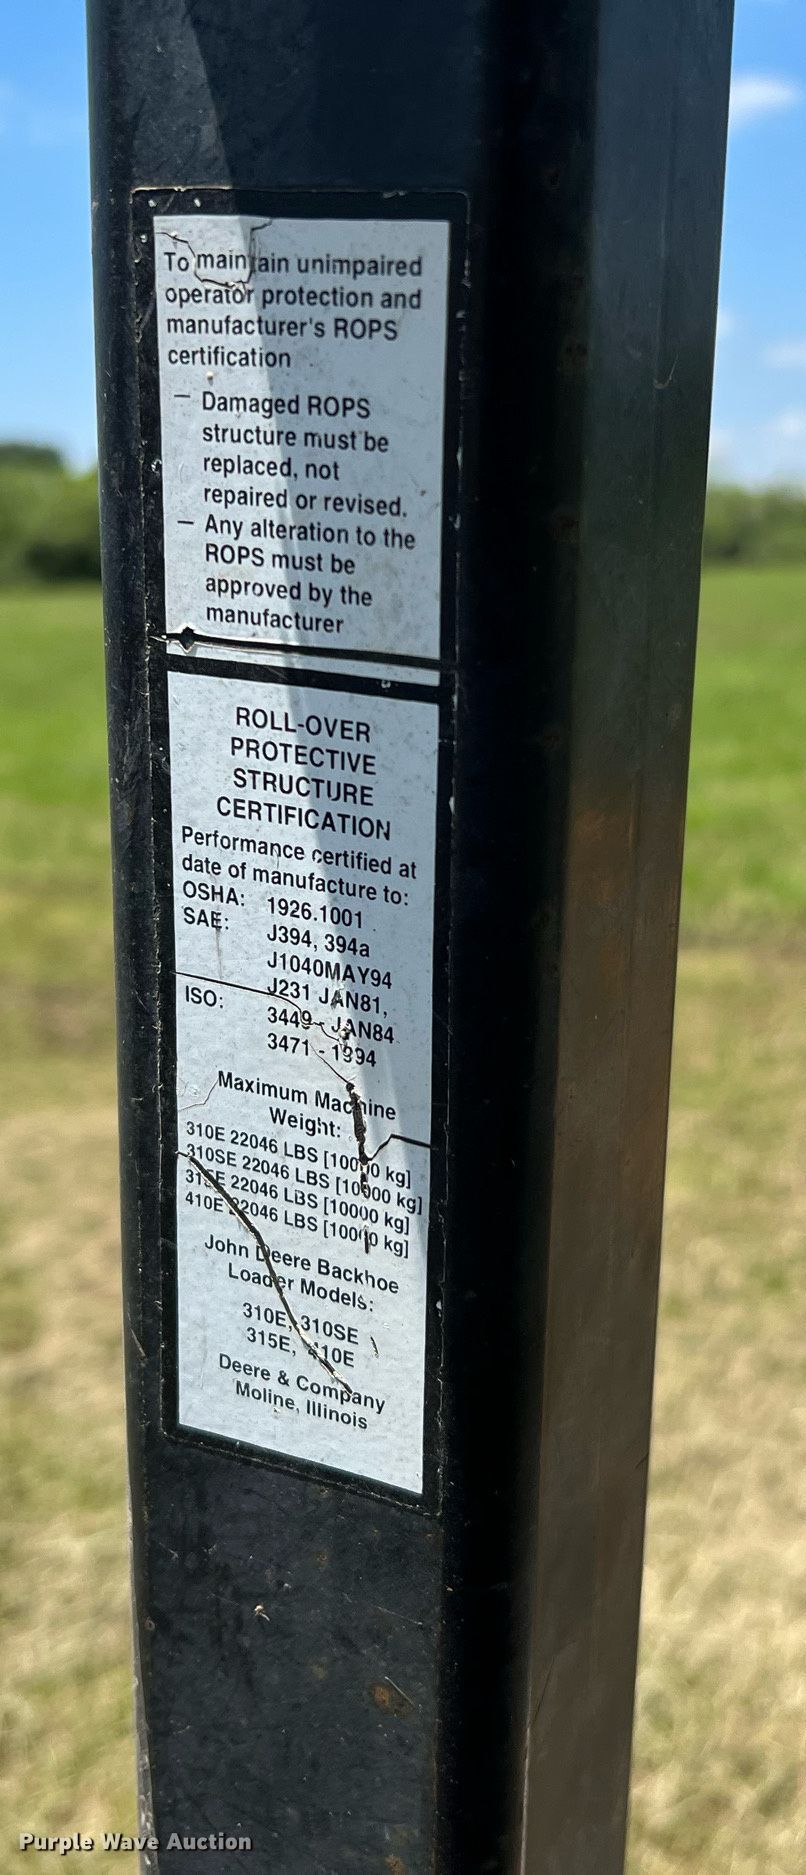 To maintain unimpaired
operator protection and
manufacturer's ROPS
certification
– Damaged ROPS
structure must be
replaced, not
repaired or revised.
– Any alteration to the
ROPS must be
approved by the
manufacturer
ROLL-OVER
PROTECTIVE
STRUCTURE
CERTIFICATION
Performance certified at
date of manufacture to:
OSHA: 1926.1001
SAE: J394, 394a
J1040MAY94
J231 JAN81,
ISO: 3449 - JAN84
3471 - 1994
Maximum Machine
Weight:
310E 22046 LBS [10000 kg]
310SE 22046 LBS [10000 kg]
315E 22046 LBS [10000 kg]
410E 22046 LBS [10000 kg]
John Deere Backhoe
Loader Models:
310E, 310SE
315E, 410E
Deere & Company
Moline, Illinois
Purple Wave Auction